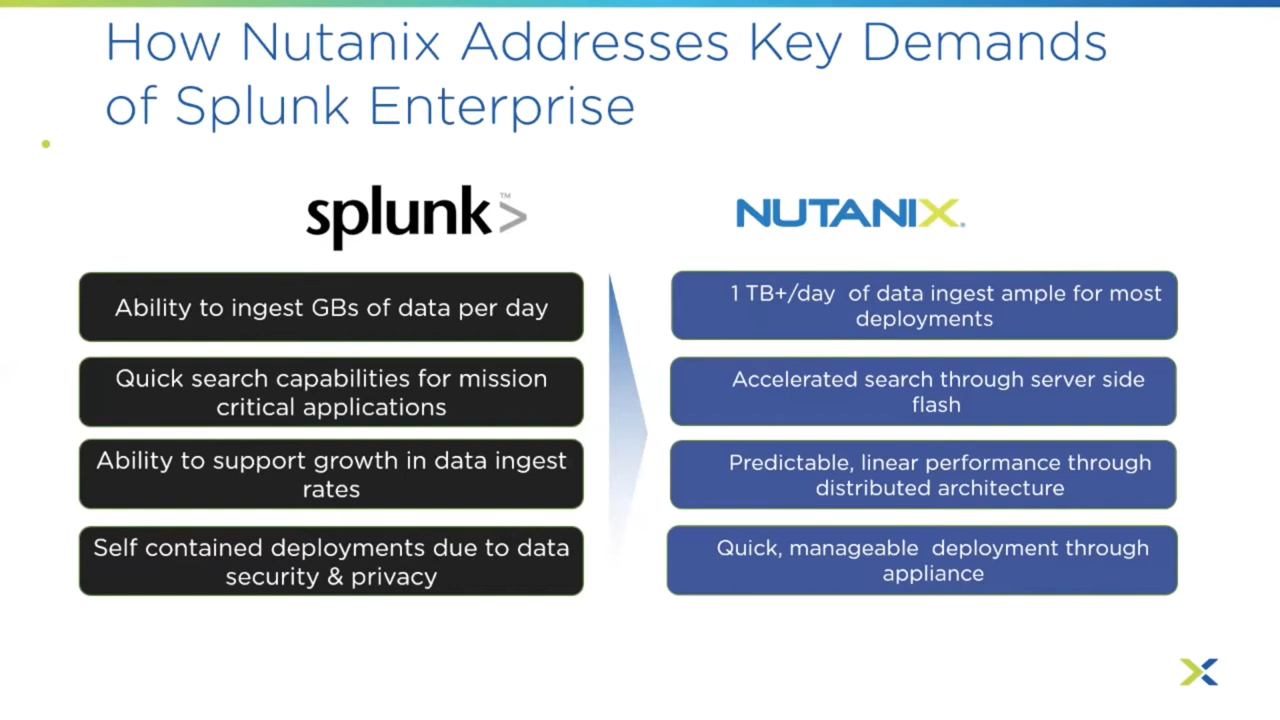 How Nutanix Addresses Key Demands
of Splunk Enterprise
splunk>™
NUTANIX
Ability to ingest GBs of data per day
1 TB+/day of data ingest ample for most
deployments
Quick search capabilities for mission
critical applications
Accelerated search through server side
flash
Ability to support growth in data ingest
rates
Predictable, linear performance through
distributed architecture
Self contained deployments due to data
security & privacy
Quick, manageable deployment through
appliance